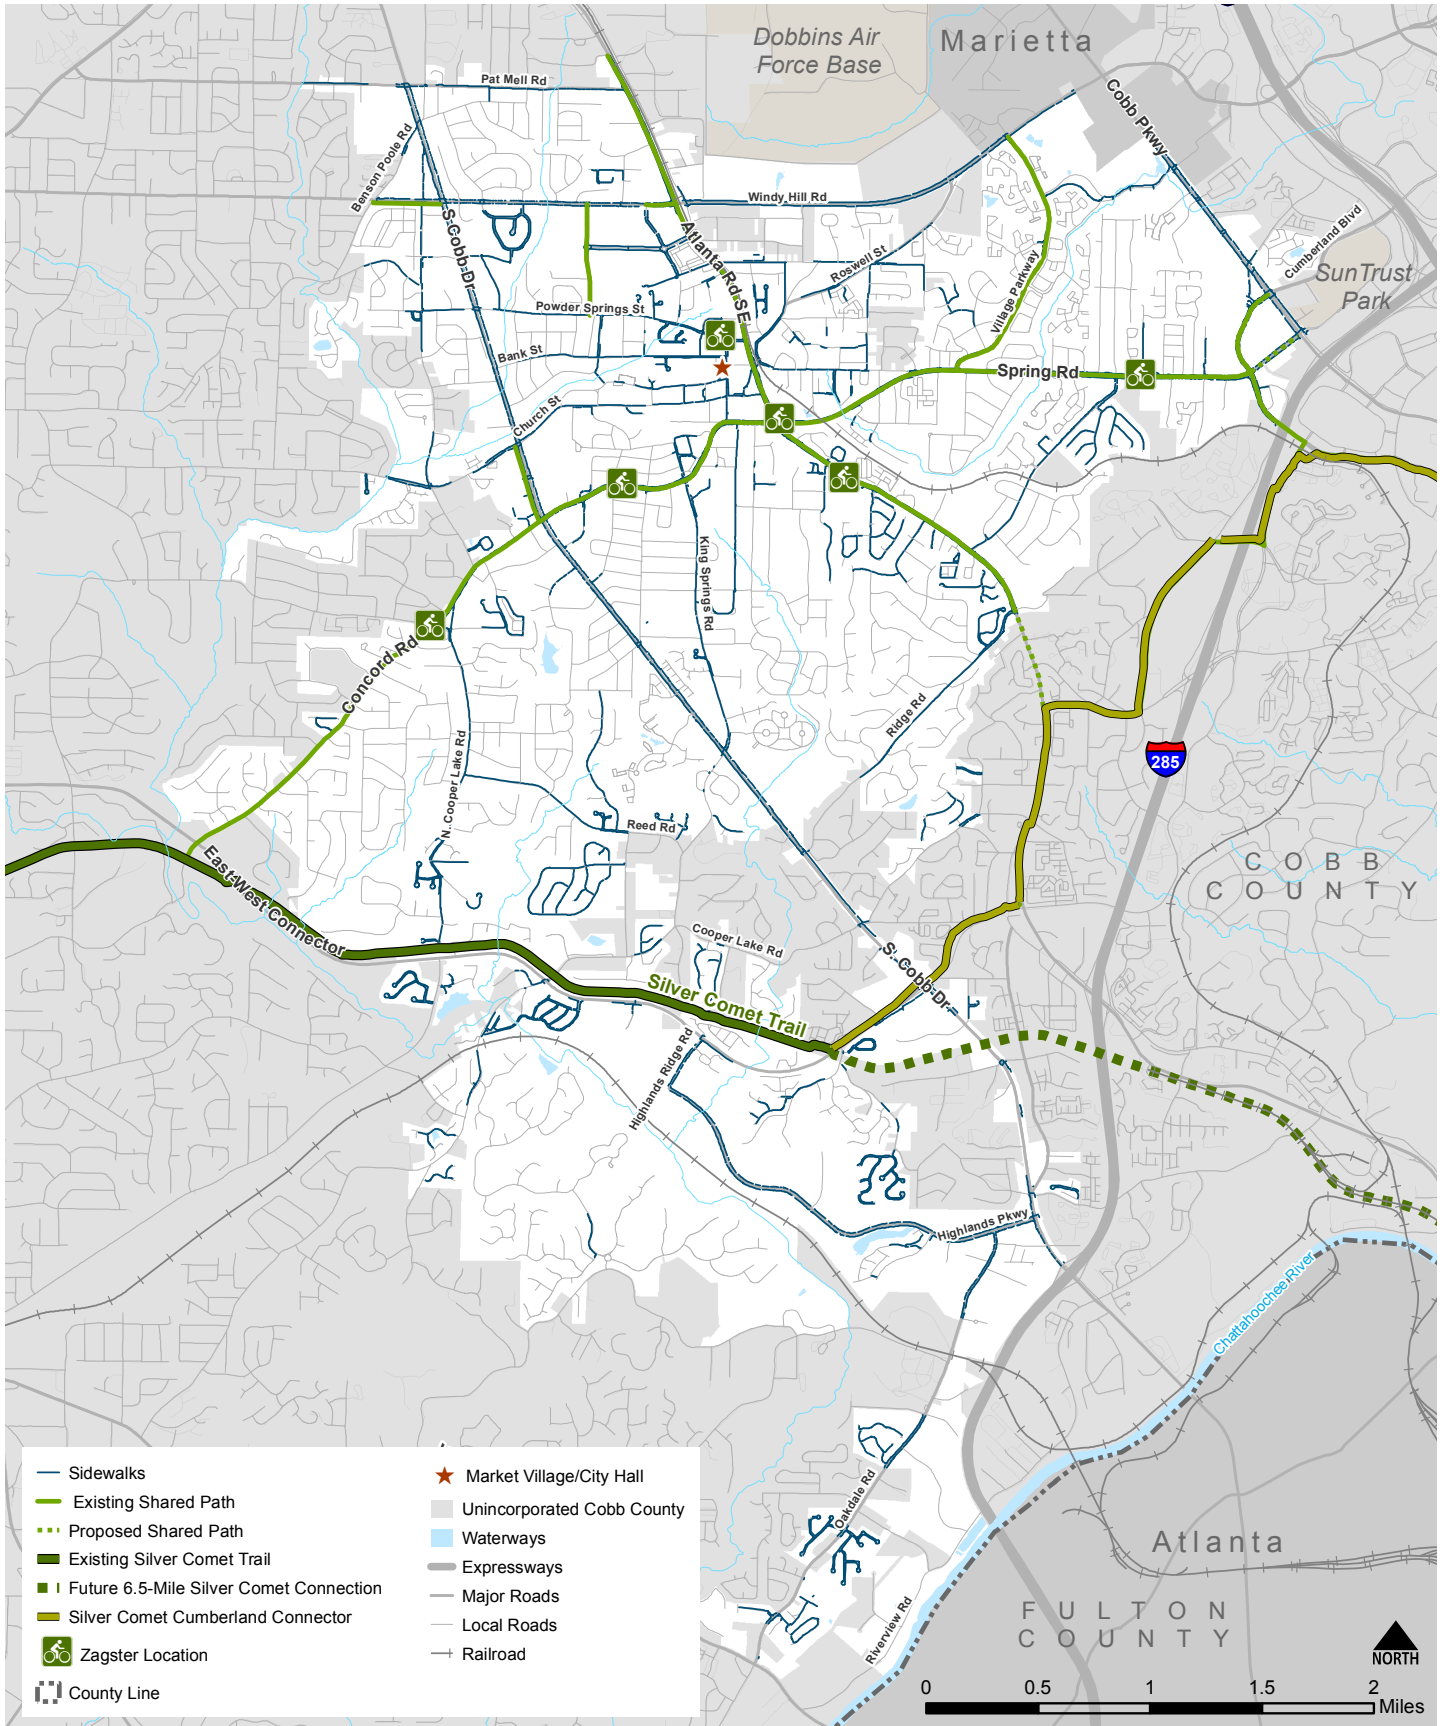 Dobbins Air
Force Base
Marietta
Pat Mell Rd
Cobb Pkwy
Benson Poole Rd
Windy Hill Rd
S Cobb Dr
Atlanta Rd SE
Roswell St
Cumberland Blvd
SunTrust
Park
Village Parkway
Powder Springs St
Bank St
Spring Rd
Church St
King Springs Rd
Concord Rd
Ridge Rd
N. Cooper Lake Rd
285
Reed Rd
COBB
COUNTY
East-West Connector
Cooper Lake Rd
S. Cobb Dr
Silver Comet Trail
Highlands Ridge Rd
Highlands Pkwy
Chattahoochee River
Oakdale Rd
Riverview Rd
Atlanta
FULTON
COUNTY
Sidewalks
Existing Shared Path
Proposed Shared Path
Existing Silver Comet Trail
Future 6.5-Mile Silver Comet Connection
Silver Comet Cumberland Connector
Zagster Location
County Line
Market Village/City Hall
Unincorporated Cobb County
Waterways
Expressways
Major Roads
Local Roads
Railroad
NORTH
0 0.5 1 1.5 2
Miles